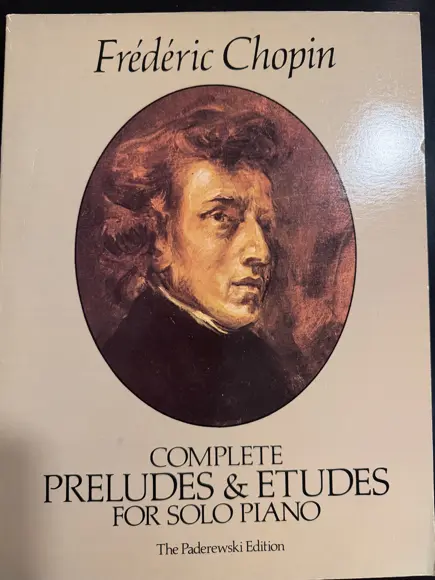 Frédéric Chopin
COMPLETE
PRELUDES & ETUDES
FOR SOLO PIANO
The Paderewski Edition